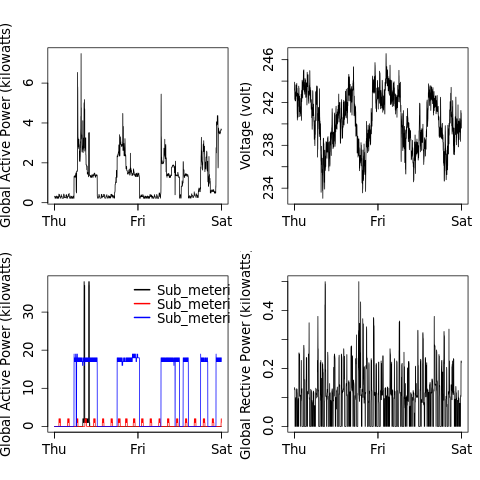 Global Active Power (kilowatts)
0 2 4 6
Thu Fri Sat
Voltage (volt)
234 238 242 246
Thu Fri Sat
Global Active Power (kilowatts)
0 10 20 30
Sub_meteri
Sub_meteri
Sub_meteri
Thu Fri Sat
Global Rective Power (kilowatts)
0.0 0.2 0.4
Thu Fri Sat